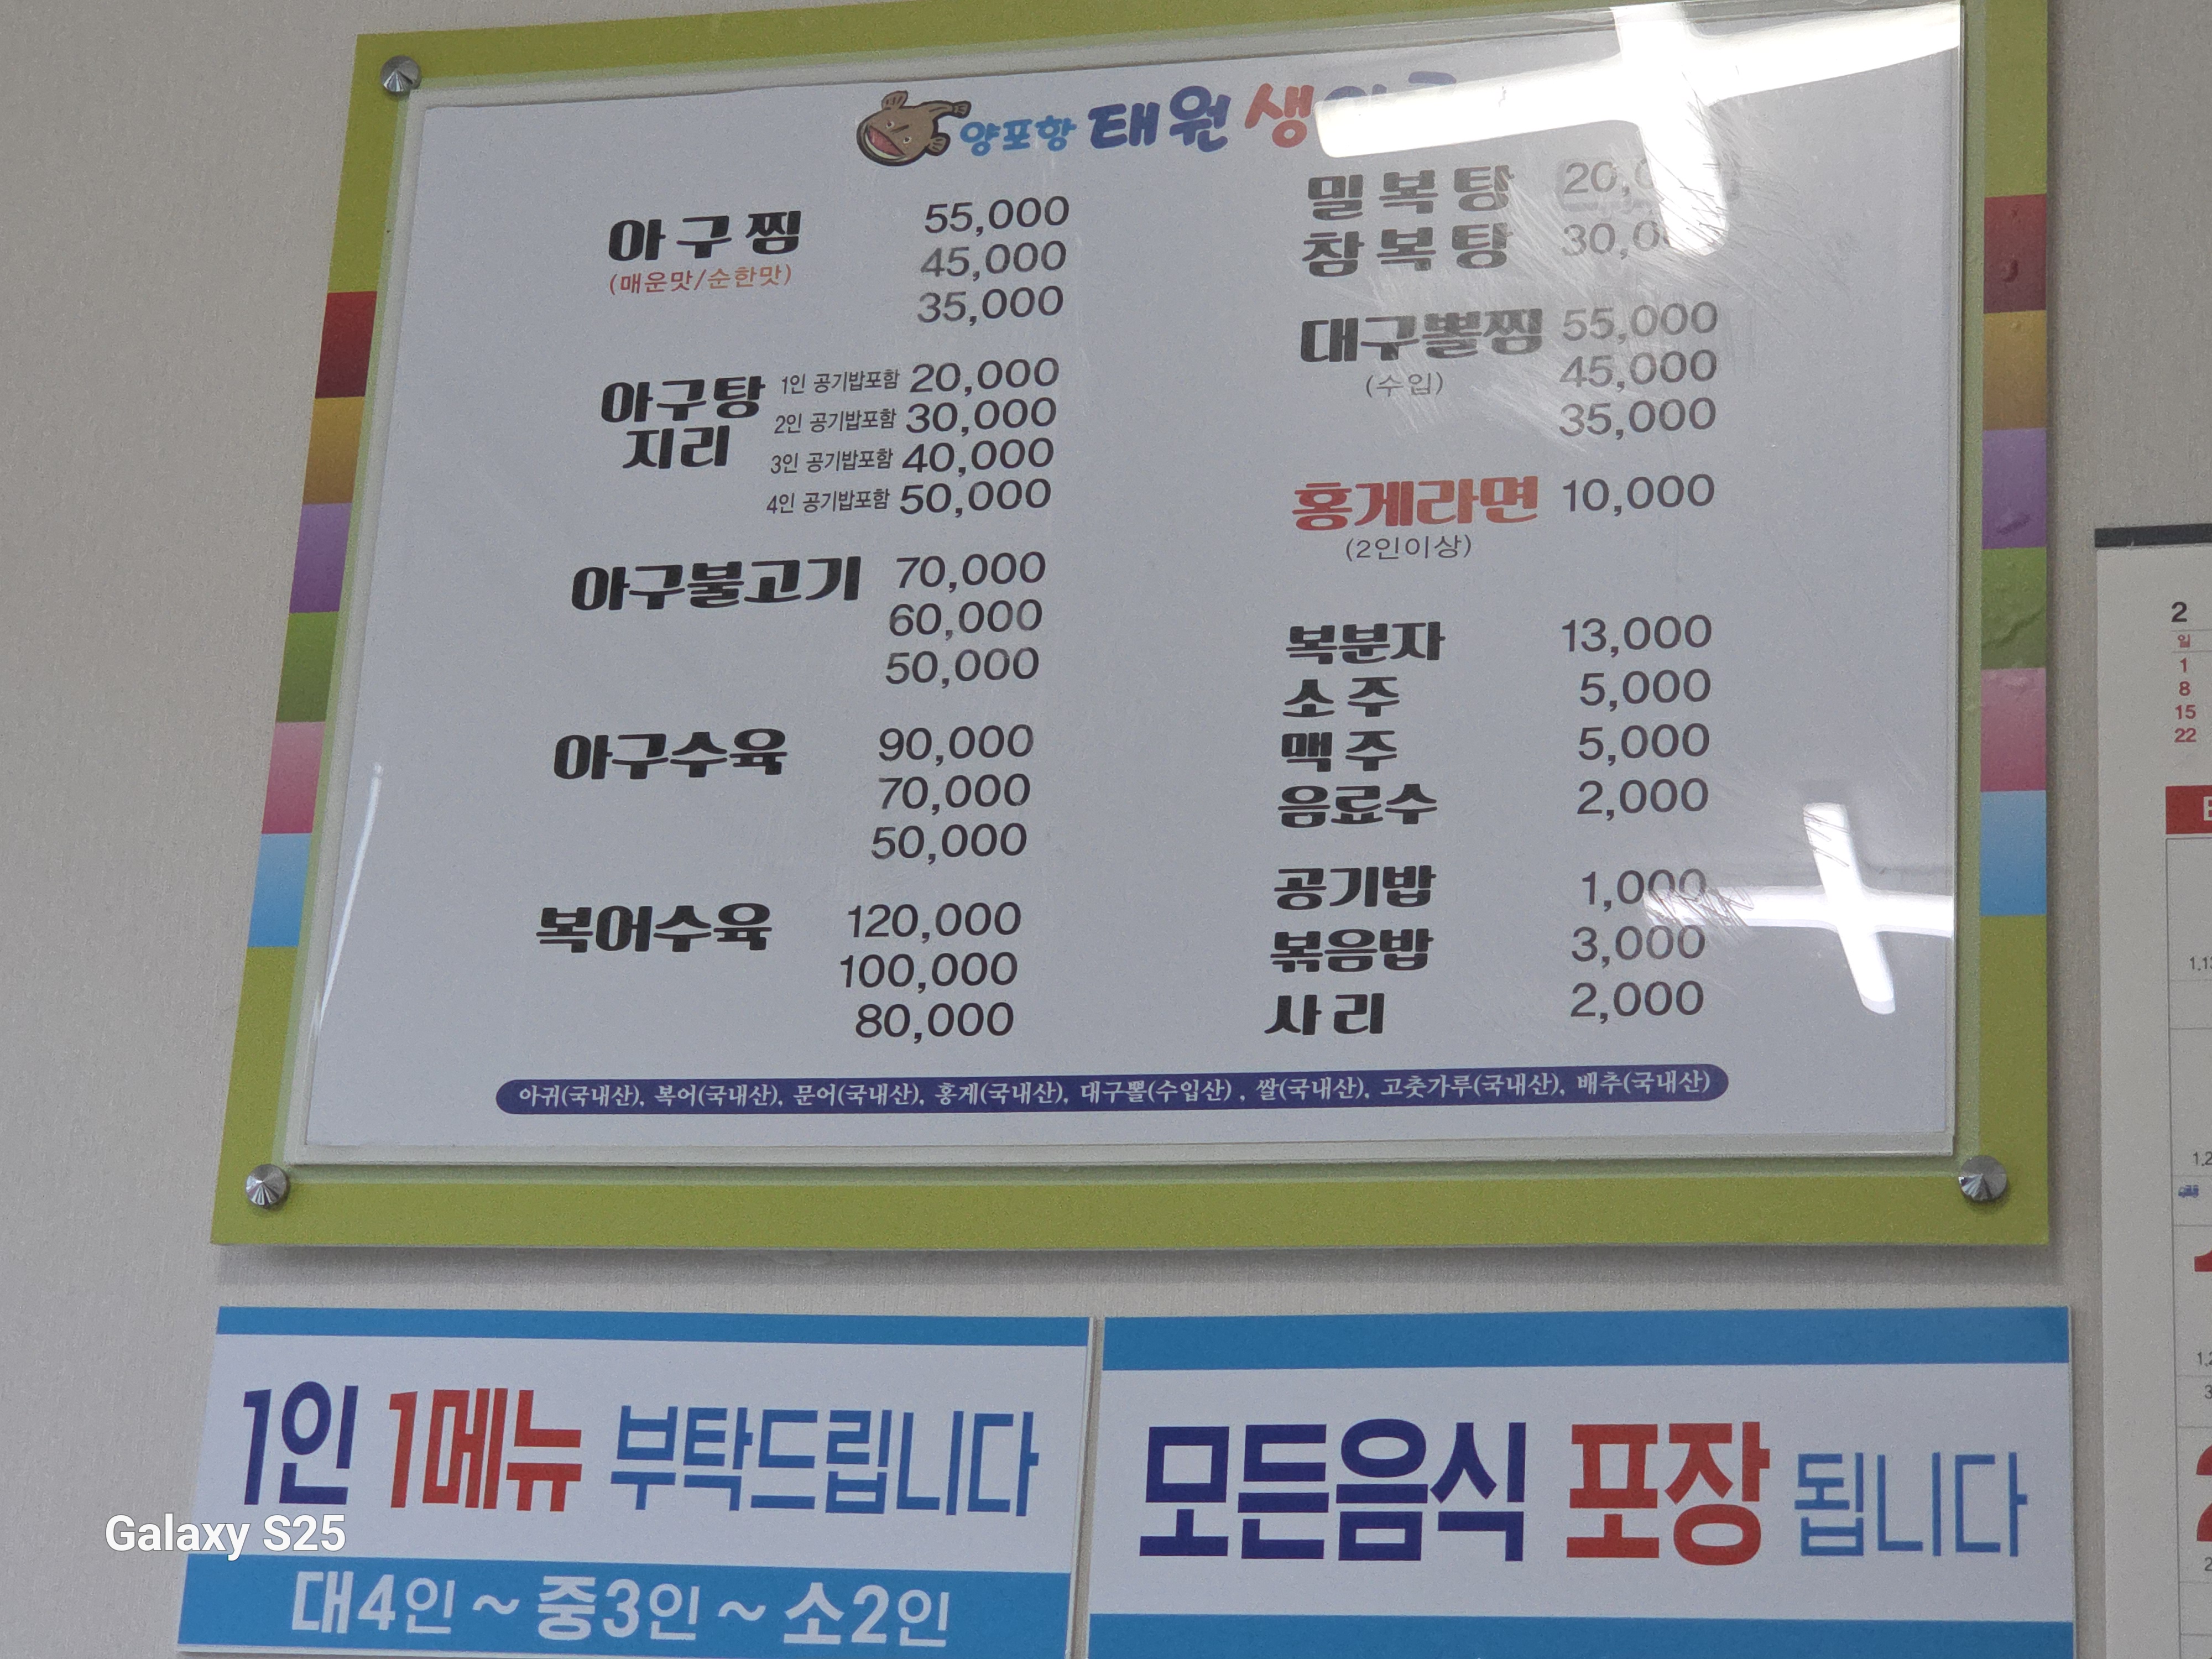 양포항 태원 생
아구찜 55,000
(매운맛/순한맛) 45,000
35,000
아구탕 1인 공기밥포함 20,000
지리 2인 공기밥포함 30,000
3인 공기밥포함 40,000
4인 공기밥포함 50,000
아구불고기 70,000
60,000
50,000
아구수육 90,000
70,000
50,000
복어수육 120,000
100,000
80,000
밀복탕
참복탕
대구뽈찜 55,000
(수입) 45,000
35,000
홍게라면 10,000
(2인이상)
복분자 13,000
소주 5,000
맥주 5,000
음료수 2,000
공기밥 1,000
볶음밥 3,000
사리 2,000
아귀(국내산), 복어(국내산), 문어(국내산), 홍게(국내산), 대구뽈(수입산), 쌀(국내산), 고춧가루(국내산), 배추(국내산)
1인 1메뉴 부탁드립니다
대4인 ~ 중3인 ~ 소2인
모든음식 포장 됩니다
2
일
1
8
15
22
Galaxy S25